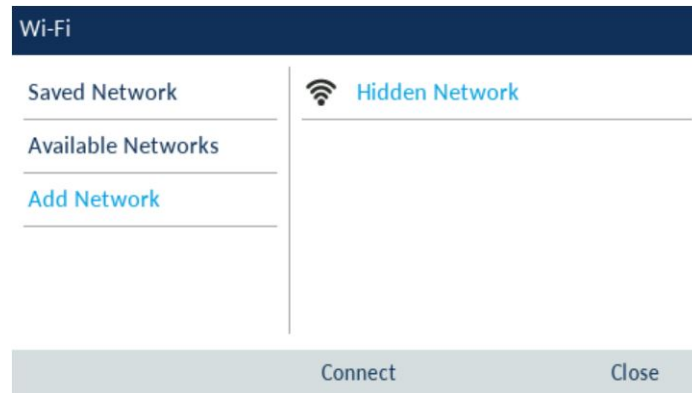 Wi-Fi
Saved Network
Hidden Network
Available Networks
Add Network
Connect
Close